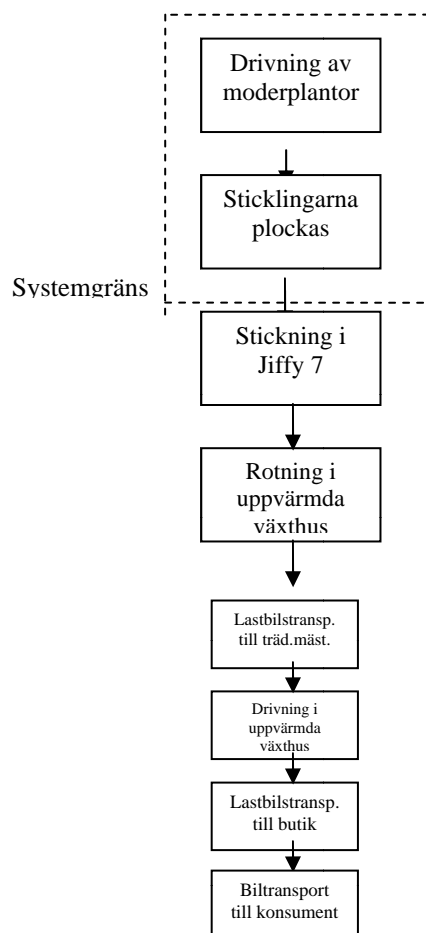 Drivning av
moderplantor
Sticklingarna
plockas
Systemgräns
Stickning i
Jiffy 7
Rotning i
uppvärmda
växthus
Lastbilstransp.
till träd.mäst.
Drivning i
uppvärmda
växthus
Lastbilstransp.
till butik
Biltransport
till konsument